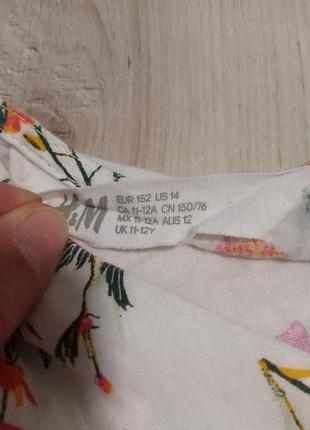 H&M
EUR 152 US 14
CA 11-12A CN 150/76
MX 11-12A AUS 12
UK 11-12Y